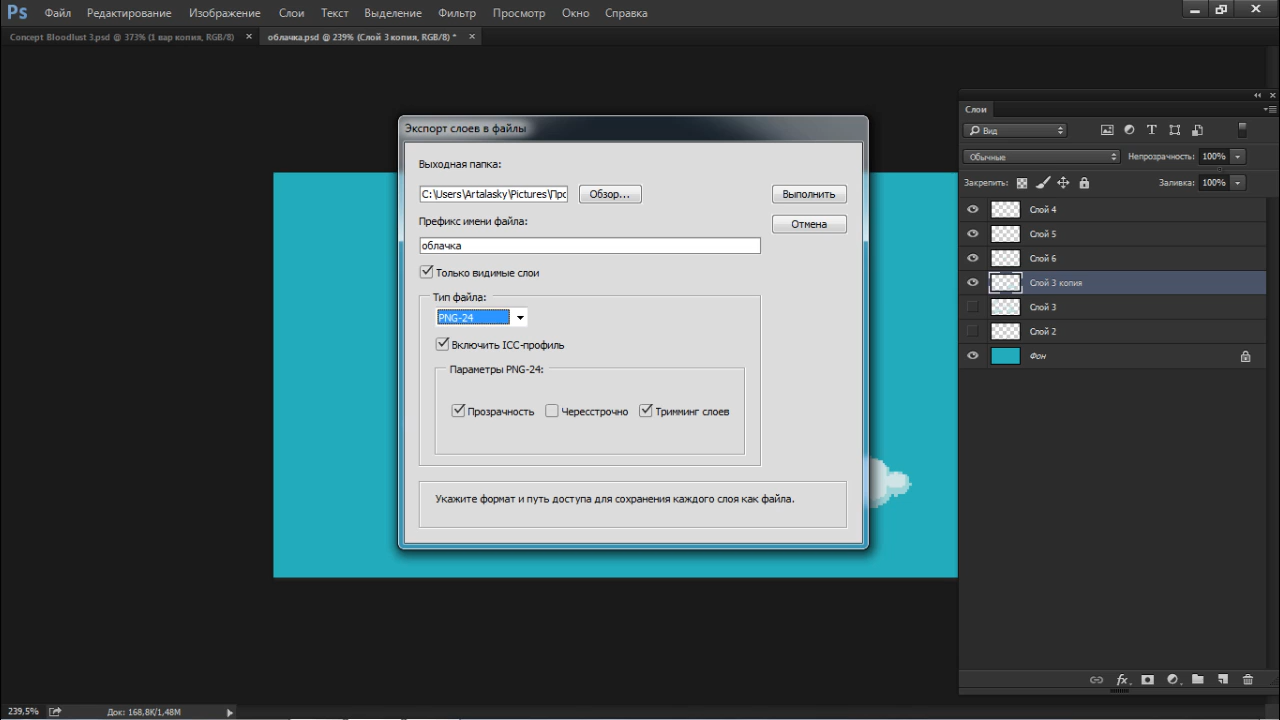 Ps Файл Редактирование Изображение Слои Текст Выделение Фильтр Просмотр Окно Справка
Concept Bloodlust 3.psd @ 373% (1 вар копия, RGB/8) × облачка.psd @ 239% (Слой 3 копия, RGB/8) * ×
Экспорт слоев в файлы
Выходная папка:
C:\Users\Artalasky\Pictures\Про
Обзор...
Выполнить
Префикс имени файла:
Отмена
облачка
Только видимые слои
Тип файла:
PNG-24
Включить ICC-профиль
Параметры PNG-24:
Прозрачность Чересстрочно Тримминг слоев
Укажите формат и путь доступа для сохранения каждого слоя как файла.
Слои
Вид
Обычные Непрозрачность: 100%
Закрепить: Заливка: 100%
Слой 4
Слой 5
Слой 6
Слой 3 копия
Слой 3
Слой 2
Фон
fx
239,5% Док: 168,8K/1,48M